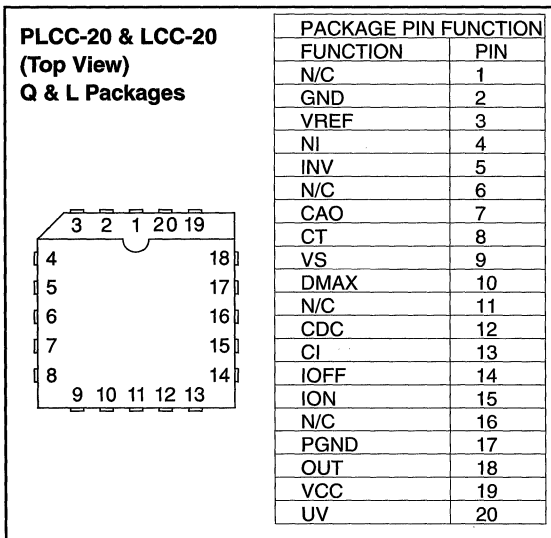 PLCC-20 & LCC-20
(Top View)
Q & L Packages
3 2 1 20 19
4 18
5 17
6 16
7 15
8 14
9 10 11 12 13
PACKAGE PIN FUNCTION
FUNCTION PIN
N/C 1
GND 2
VREF 3
NI 4
INV 5
N/C 6
CAO 7
CT 8
VS 9
DMAX 10
N/C 11
CDC 12
CI 13
IOFF 14
ION 15
N/C 16
PGND 17
OUT 18
VCC 19
UV 20